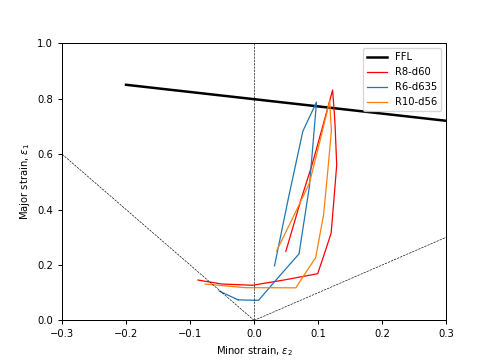 1.0
0.8
0.6
0.4
0.2
0.0
Major strain, ε₁
−0.3
−0.2
−0.1
0.0
0.1
0.2
0.3
Minor strain, ε₂
FFL
R8-d60
R6-d635
R10-d56